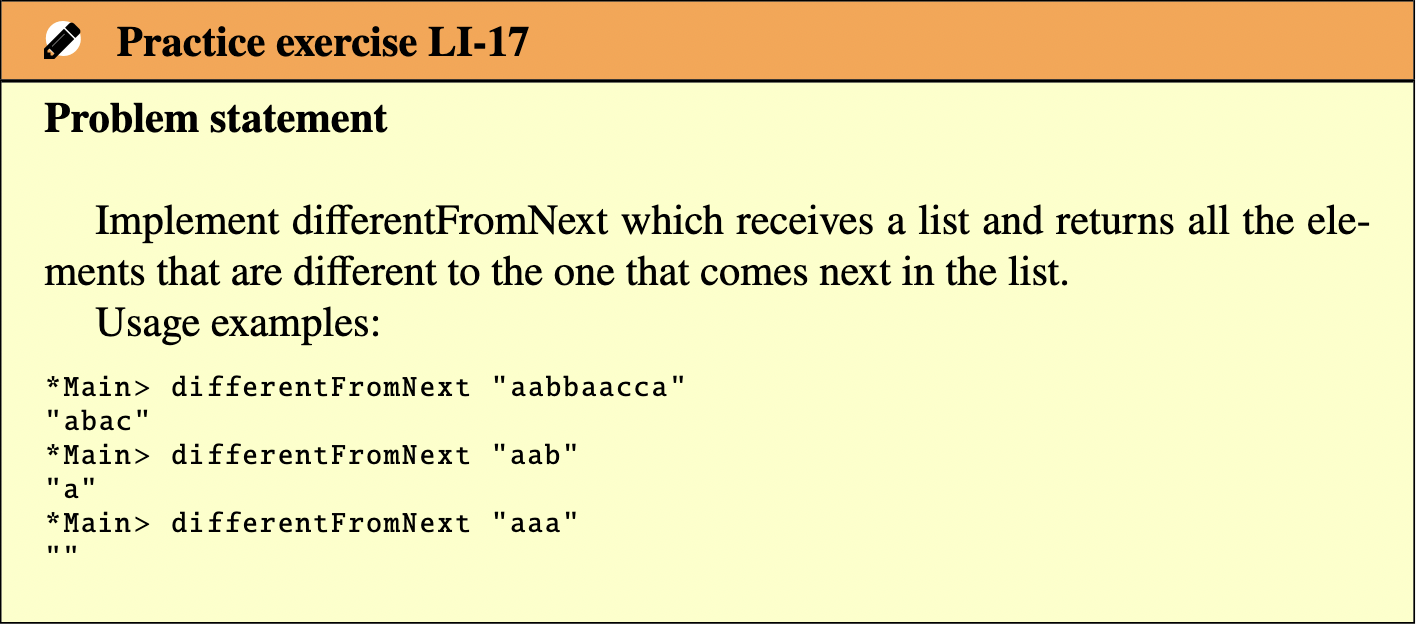 Practice exercise LI-17
Problem statement
Implement differentFromNext which receives a list and returns all the ele-
ments that are different to the one that comes next in the list.
Usage examples:
*Main> differentFromNext "aabbaacca"
"abac"
*Main> differentFromNext "aab"
"a"
*Main> differentFromNext "aaa"
""